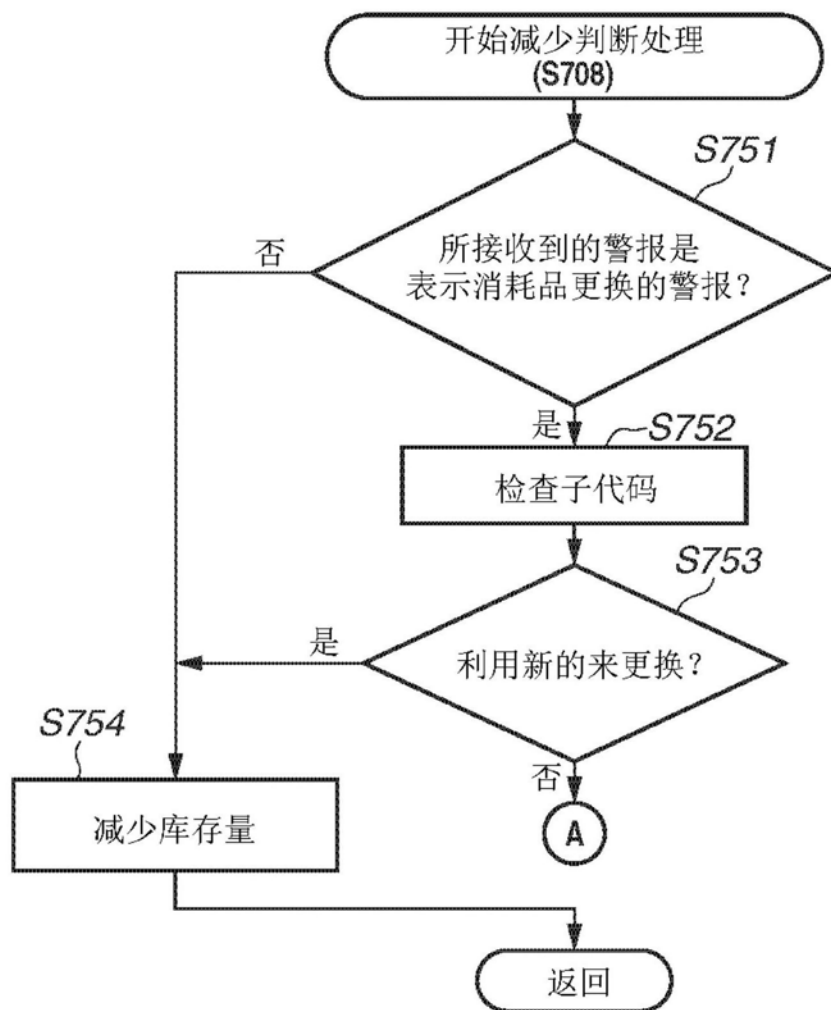 开始减少判断处理
(S708)
S751
所接收到的警报是
表示消耗品更换的警报？
否
是
S752
检查子代码
S753
利用新的来更换？
是
否
S754
减少库存量
A
返回